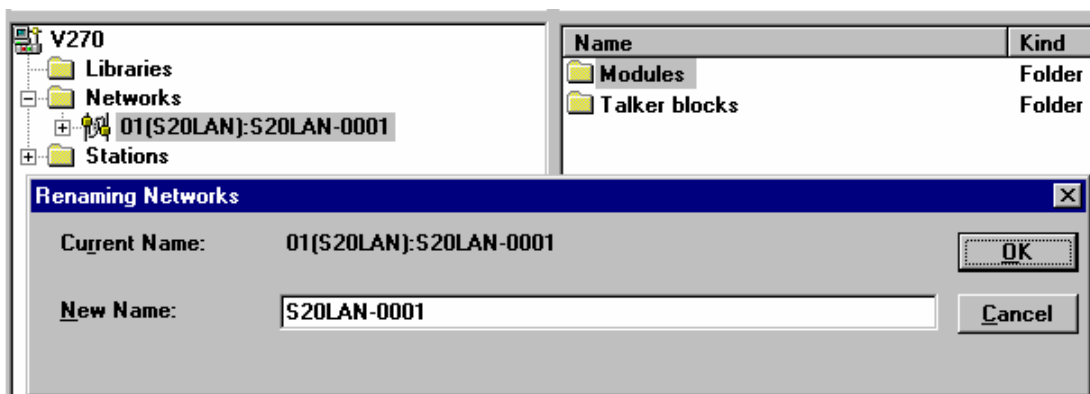 V270
Libraries
Networks
01(S20LAN):S20LAN-0001
Stations
Name Kind
Modules Folder
Talker blocks Folder
Renaming Networks
Current Name: 01(S20LAN):S20LAN-0001
OK
New Name: S20LAN-0001
Cancel